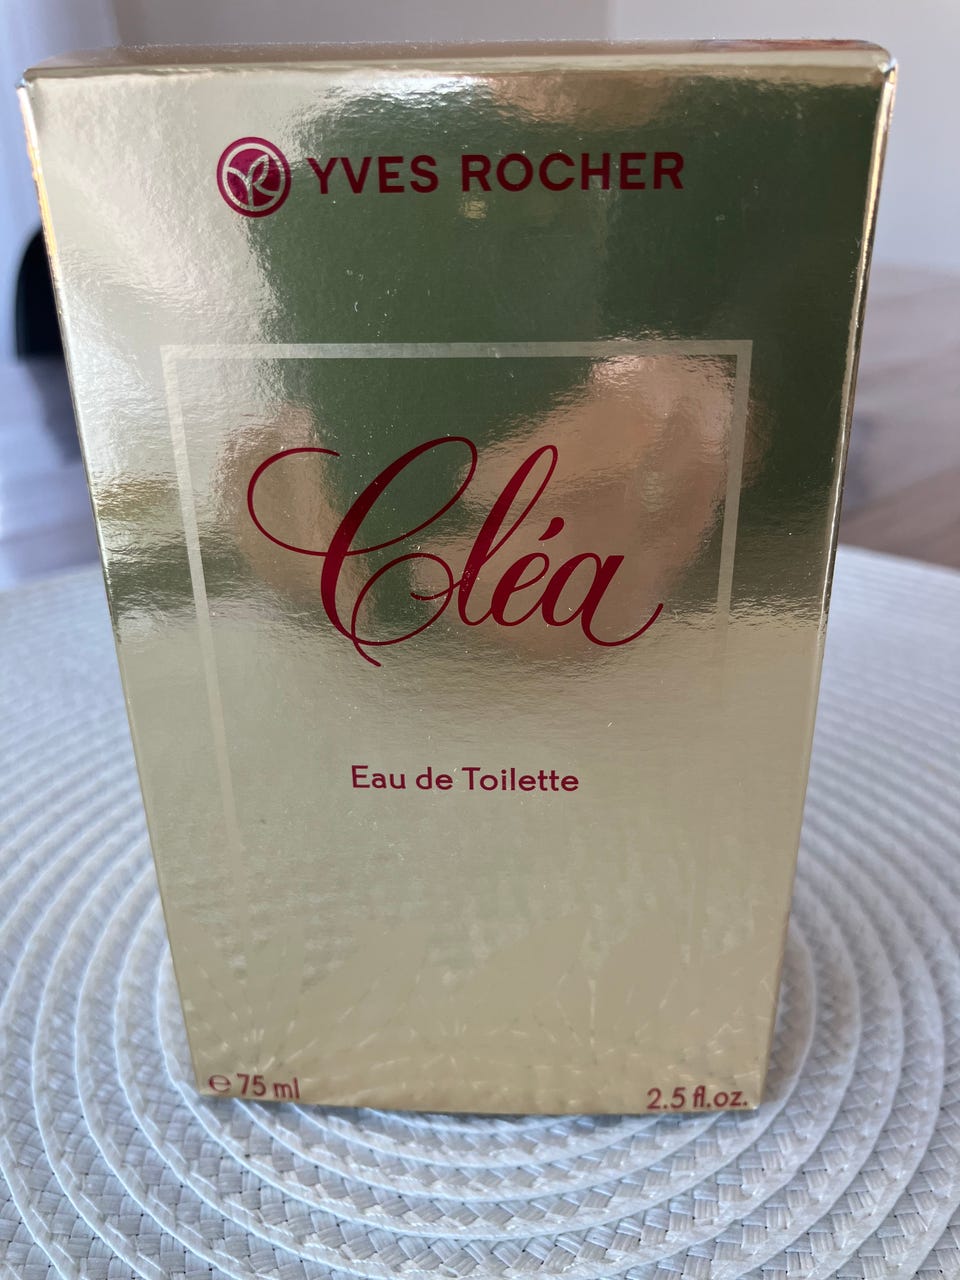 YVES ROCHER
Cléa
Eau de Toilette
℮ 75 ml
2.5 fl.oz.